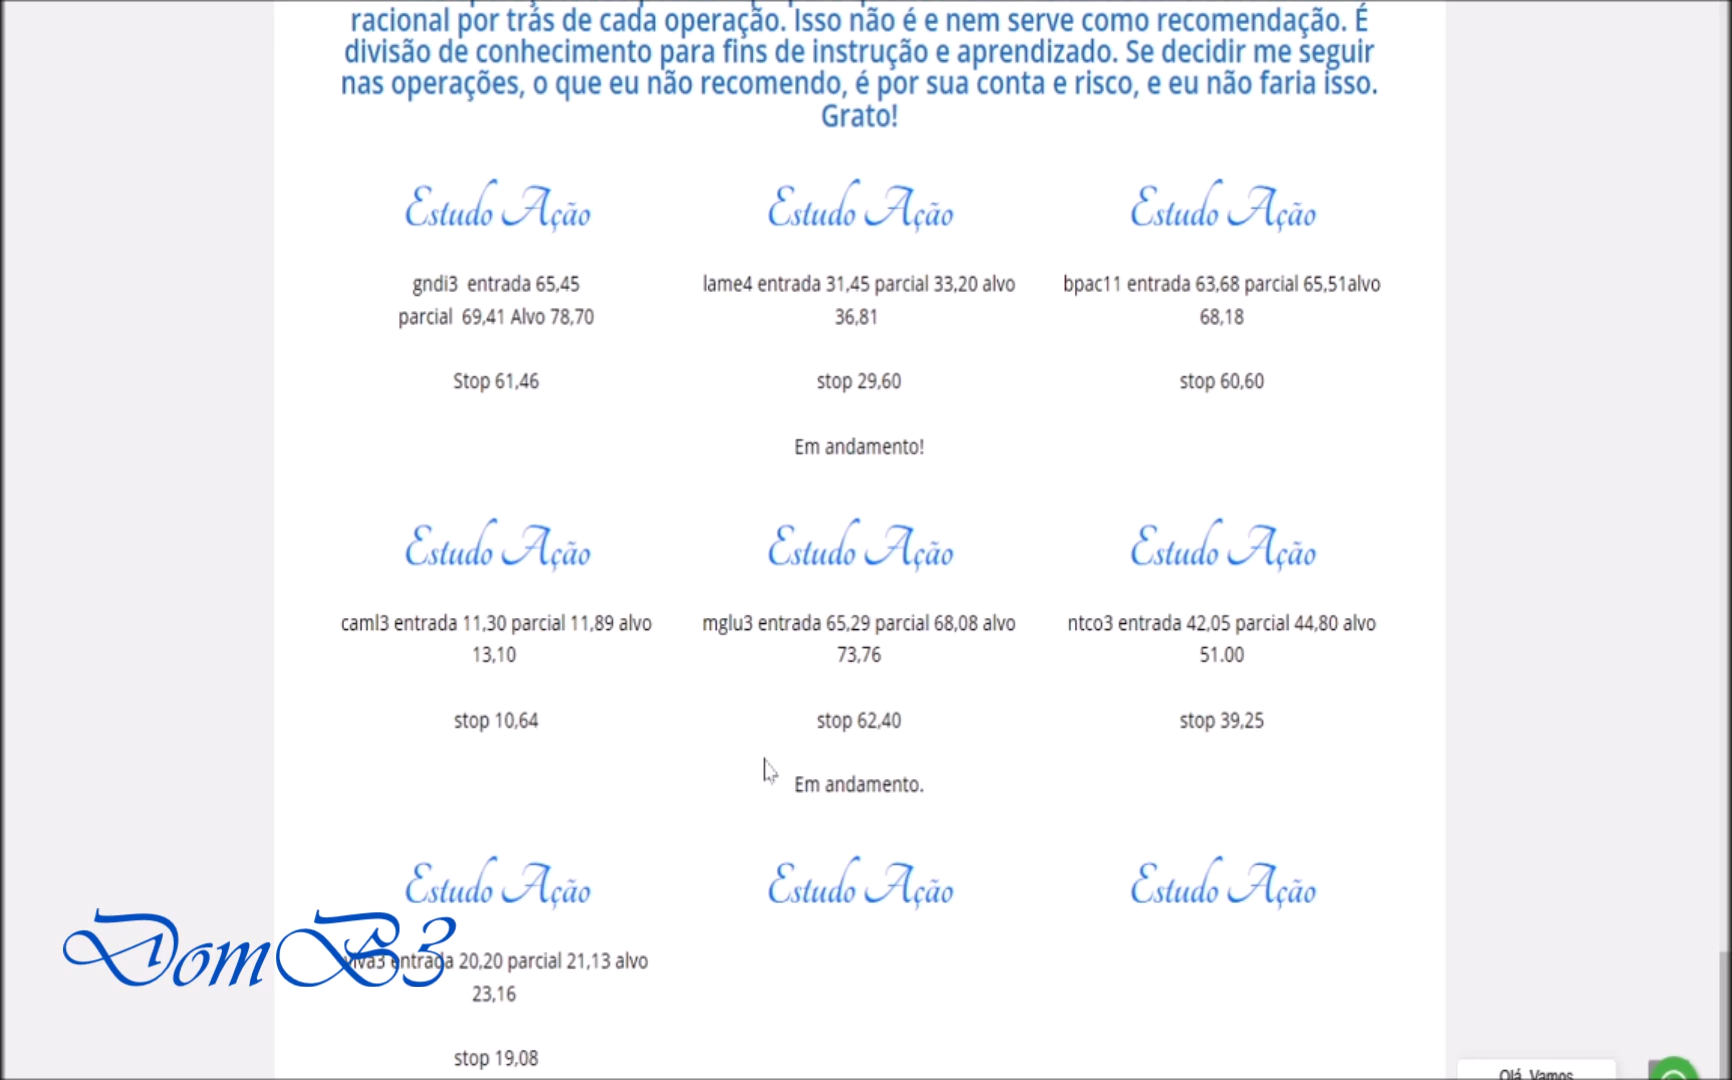 racional por trás de cada operação. Isso não é e nem serve como recomendação. É
divisão de conhecimento para fins de instrução e aprendizado. Se decidir me seguir
nas operações, o que eu não recomendo, é por sua conta e risco, e eu não faria isso.
Grato!
Estudo Ação
gndi3 entrada 65,45
parcial 69,41 Alvo 78,70
Stop 61,46
Estudo Ação
lame4 entrada 31,45 parcial 33,20 alvo
36,81
stop 29,60
Em andamento!
Estudo Ação
bpac11 entrada 63,68 parcial 65,51alvo
68,18
stop 60,60
Estudo Ação
caml3 entrada 11,30 parcial 11,89 alvo
13,10
stop 10,64
Estudo Ação
mglu3 entrada 65,29 parcial 68,08 alvo
73,76
stop 62,40
Em andamento.
Estudo Ação
ntco3 entrada 42,05 parcial 44,80 alvo
51.00
stop 39,25
Estudo Ação
entrada 20,20 parcial 21,13 alvo
23,16
stop 19,08
Estudo Ação
Estudo Ação
DomB3
Olá, Vamos